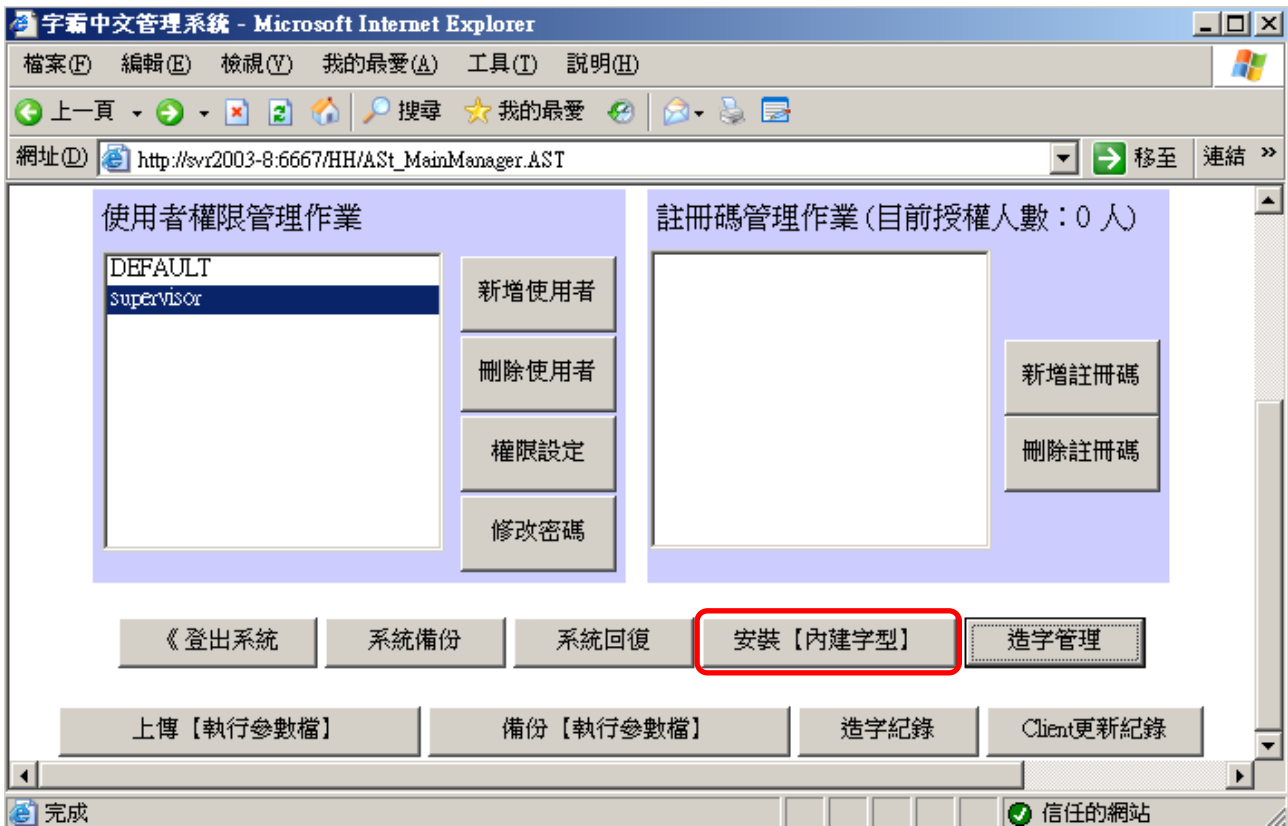 字霸中文管理系統 - Microsoft Internet Explorer
檔案(F) 編輯(E) 檢視(V) 我的最愛(A) 工具(T) 說明(H)
上一頁 搜尋 我的最愛
網址(D) http://svr2003-8:6667/HH/ASt_MainManager.AST 移至 連結 »
使用者權限管理作業
DEFAULT
supervisor
新增使用者
刪除使用者
權限設定
修改密碼
註冊碼管理作業(目前授權人數：0 人)
新增註冊碼
刪除註冊碼
《登出系統 系統備份 系統回復 安裝【內建字型】 造字管理
上傳【執行參數檔】 備份【執行參數檔】 造字紀錄 Client更新紀錄
完成 信任的網站